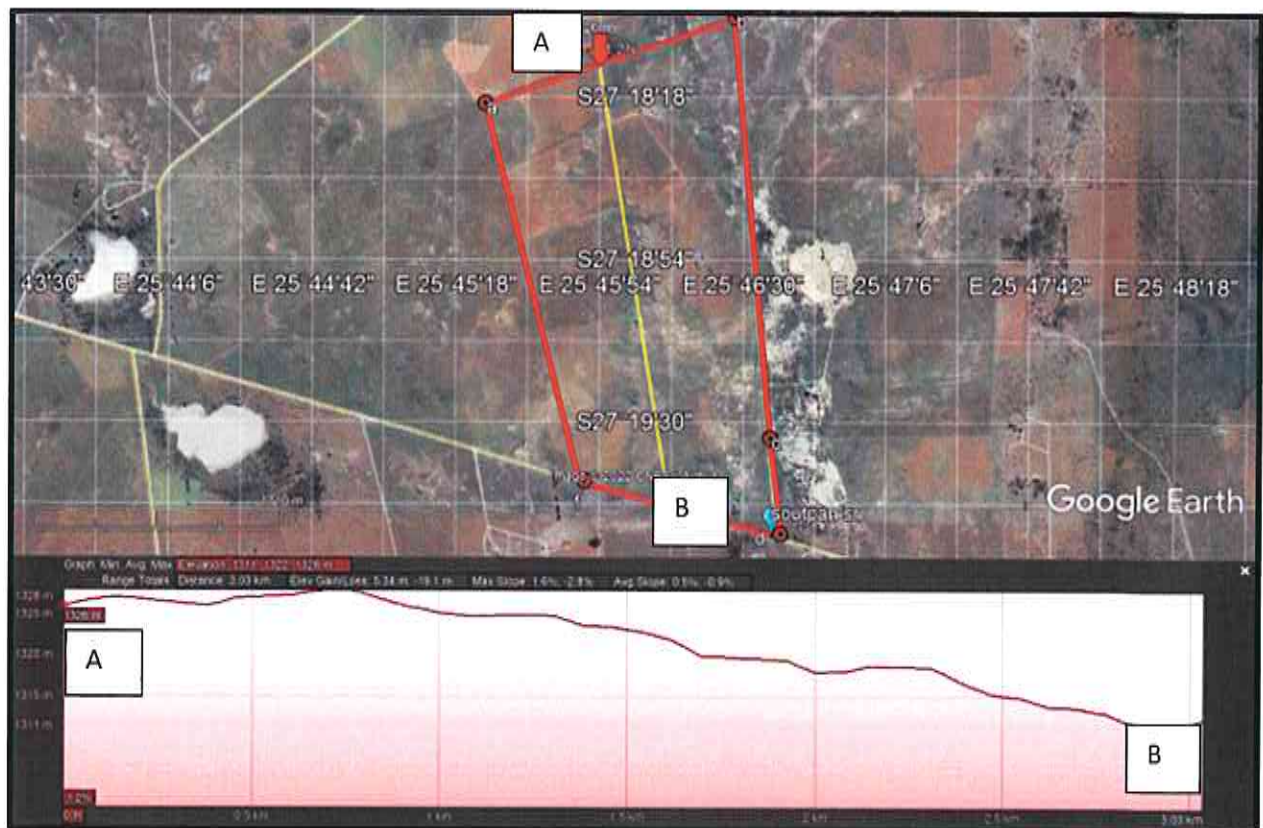 A
S27 18'18"
S27 18'54"
43'30" E 25 44'6" E 25 44'42" E 25 45'18" E 25 45'54" E 25 46'30" E 25 47'6" E 25 47'42" E 25 48'18"
S27 19'30"
B
Google Earth
Graph: Min, Avg, Max Elevation: 1311, 1322, 1328 m
Range Totals: Distance: 3.03 km Elev Gain/Loss: 5.34 m, -19.1 m Max Slope: 1.6%, -2.8% Avg Slope: 0.5%, -0.9%
1328 m
1325 m
1320 m
1315 m
1311 m
A
B
0.5 km 1 km 1.5 km 2 km 2.5 km 3.03 km